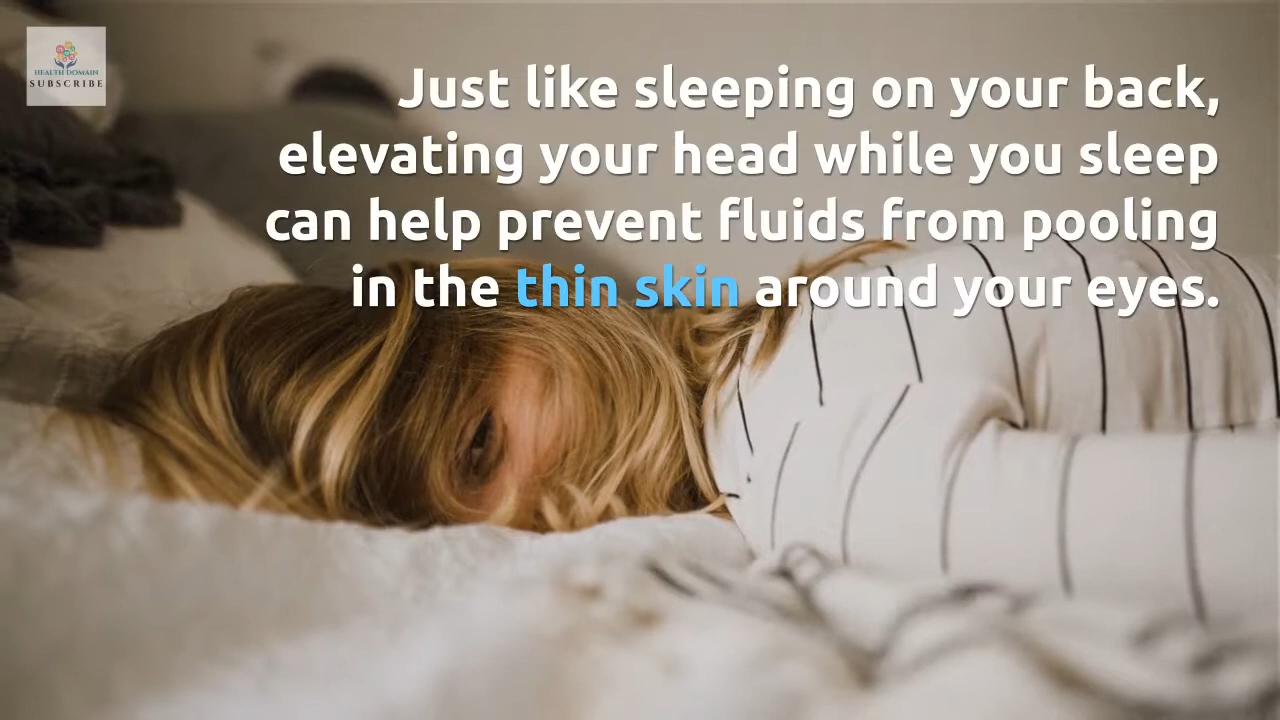 HEALTH DOMAIN
SUBSCRIBE
Just like sleeping on your back,
elevating your head while you sleep
can help prevent fluids from pooling
in the thin skin around your eyes.